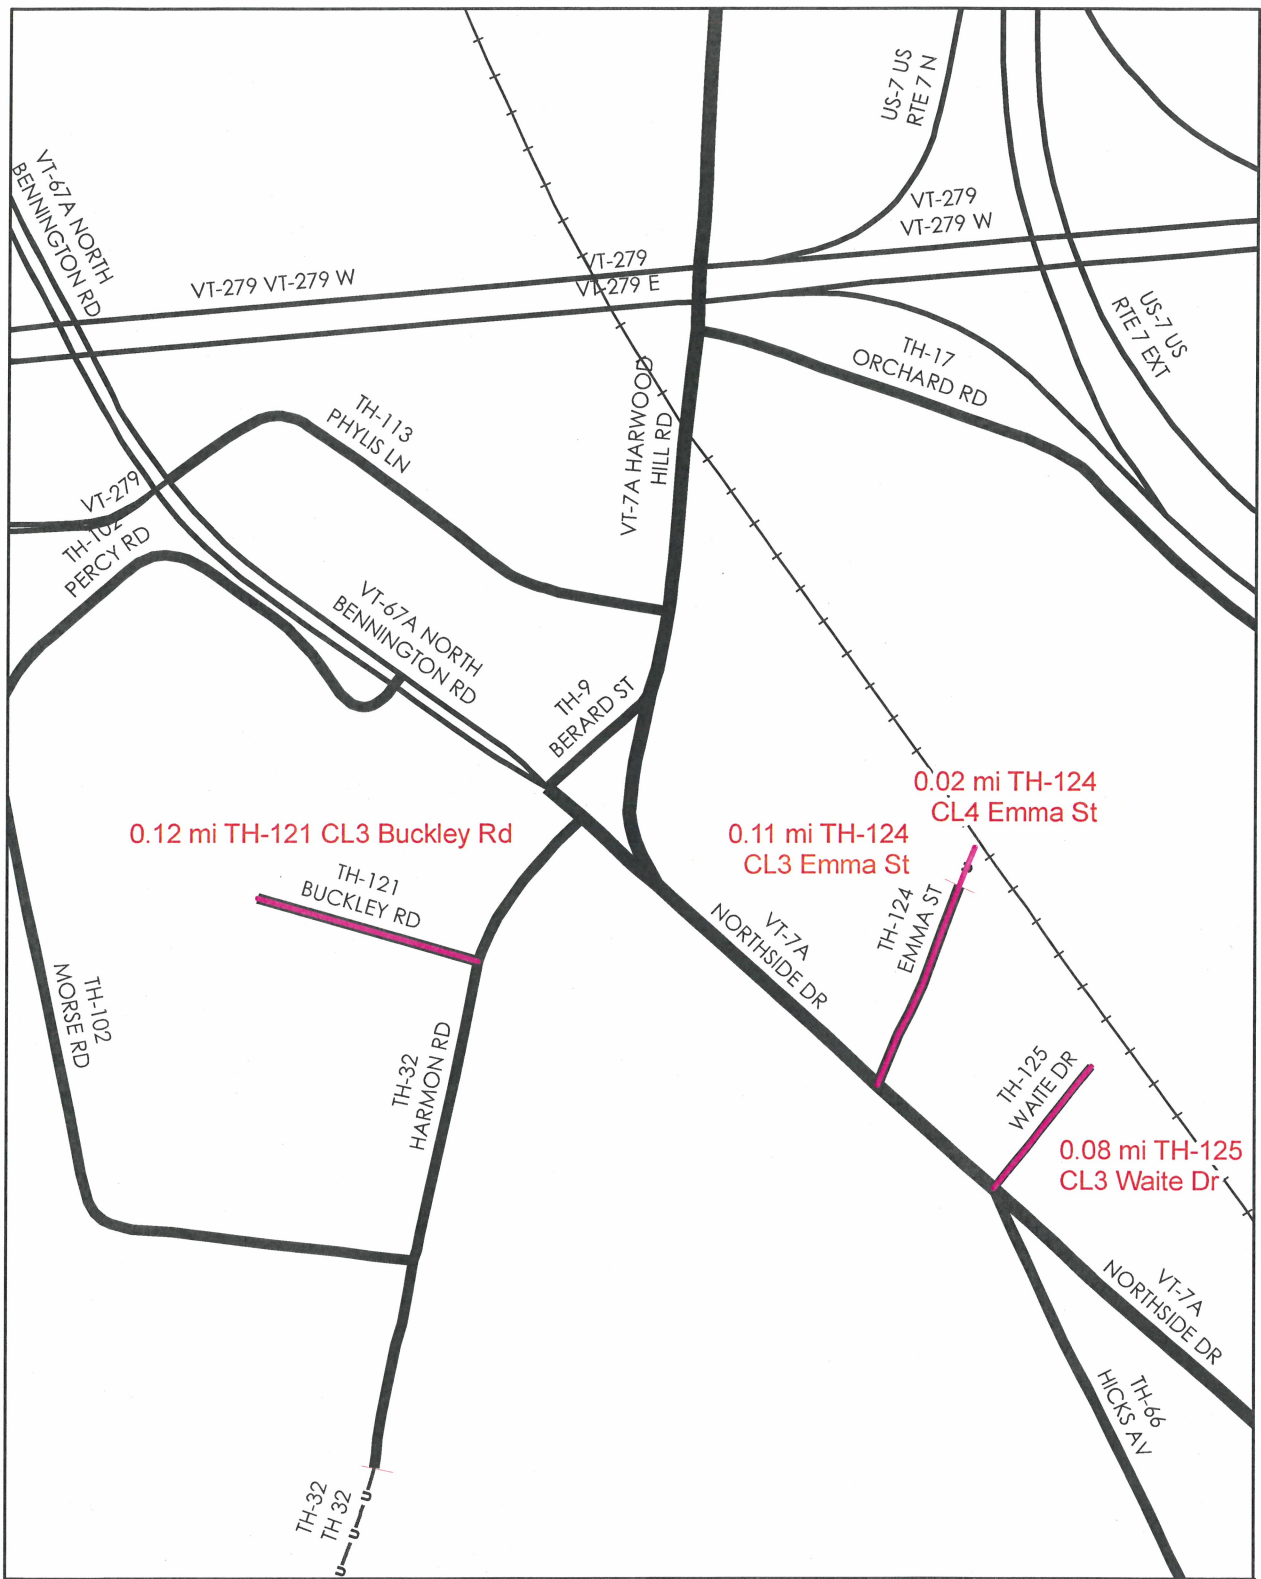 US-7 US
RTE 7 N
VT-67A NORTH
BENNINGTON RD
VT-279
VT-279 W
VT-279 VT-279 W
VT-279
VT-279 E
US-7 US
RTE 7 EXT
TH-17
ORCHARD RD
VT-7A HARWOOD
HILL RD
TH-113
PHYLIS LN
VT-279
TH-102
PERCY RD
VT-67A NORTH
BENNINGTON RD
TH-9
BERARD ST
0.02 mi TH-124
CL4 Emma St
0.12 mi TH-121 CL3 Buckley Rd
0.11 mi TH-124
CL3 Emma St
TH-121
BUCKLEY RD
TH-124
EMMA ST
VT-7A
NORTHSIDE DR
TH-102
MORSE RD
TH-32
HARMON RD
TH-125
WAITE DR
0.08 mi TH-125
CL3 Waite Dr
VT-7A
NORTHSIDE DR
TH-66
HICKS AV
TH-32
TH 32